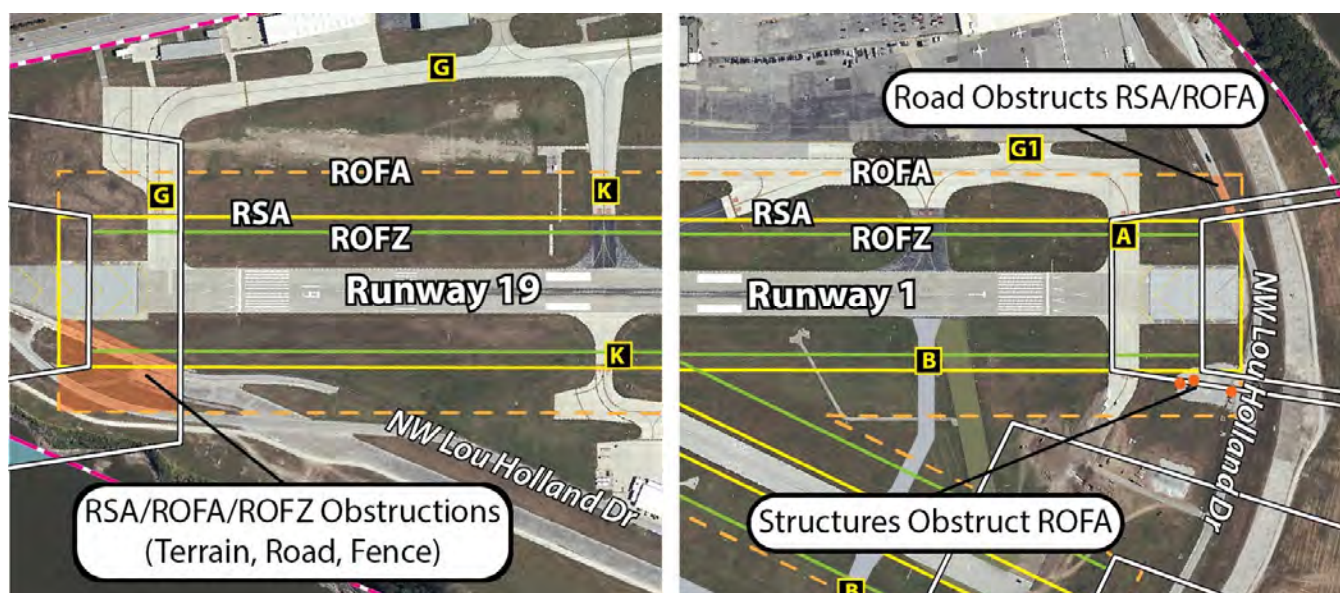 G
ROFA
G
RSA
K
ROFZ
Runway 19
K
NW Lou Holland Dr
RSA/ROFA/ROFZ Obstructions
(Terrain, Road, Fence)
Road Obstructs RSA/ROFA
G1
ROFA
RSA
A
ROFZ
Runway 1
B
NW Lou Holland Dr
Structures Obstruct ROFA
B